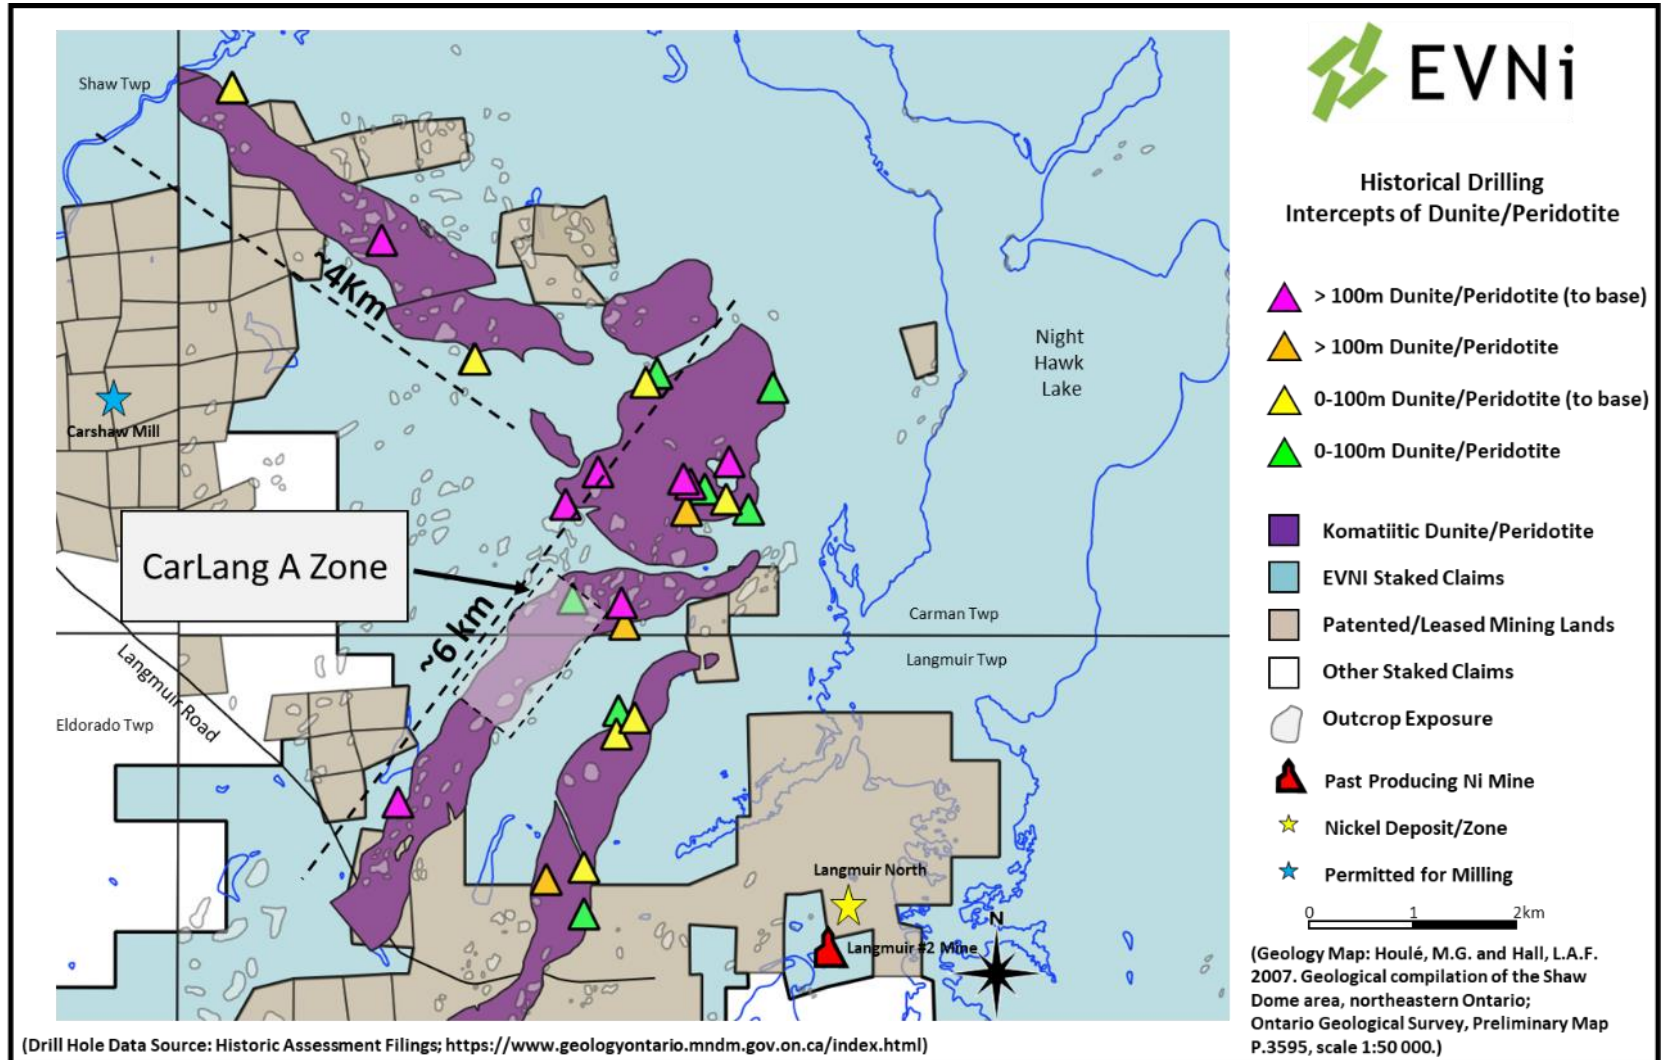 Shaw Twp
~4Km
Carshaw Mill
Night
Hawk
Lake
CarLang A Zone
~6 km
Carman Twp
Langmuir Twp
Langmuir Road
Eldorado Twp
Langmuir North
Langmuir #2 Mine
N
EVNi
Historical Drilling
Intercepts of Dunite/Peridotite
> 100m Dunite/Peridotite (to base)
> 100m Dunite/Peridotite
0-100m Dunite/Peridotite (to base)
0-100m Dunite/Peridotite
Komatiitic Dunite/Peridotite
EVNI Staked Claims
Patented/Leased Mining Lands
Other Staked Claims
Outcrop Exposure
Past Producing Ni Mine
Nickel Deposit/Zone
Permitted for Milling
0 1 2km
(Geology Map: Houlé, M.G. and Hall, L.A.F.
2007. Geological compilation of the Shaw
Dome area, northeastern Ontario;
Ontario Geological Survey, Preliminary Map
P.3595, scale 1:50 000.)
(Drill Hole Data Source: Historic Assessment Filings; https://www.geologyontario.mndm.gov.on.ca/index.html)